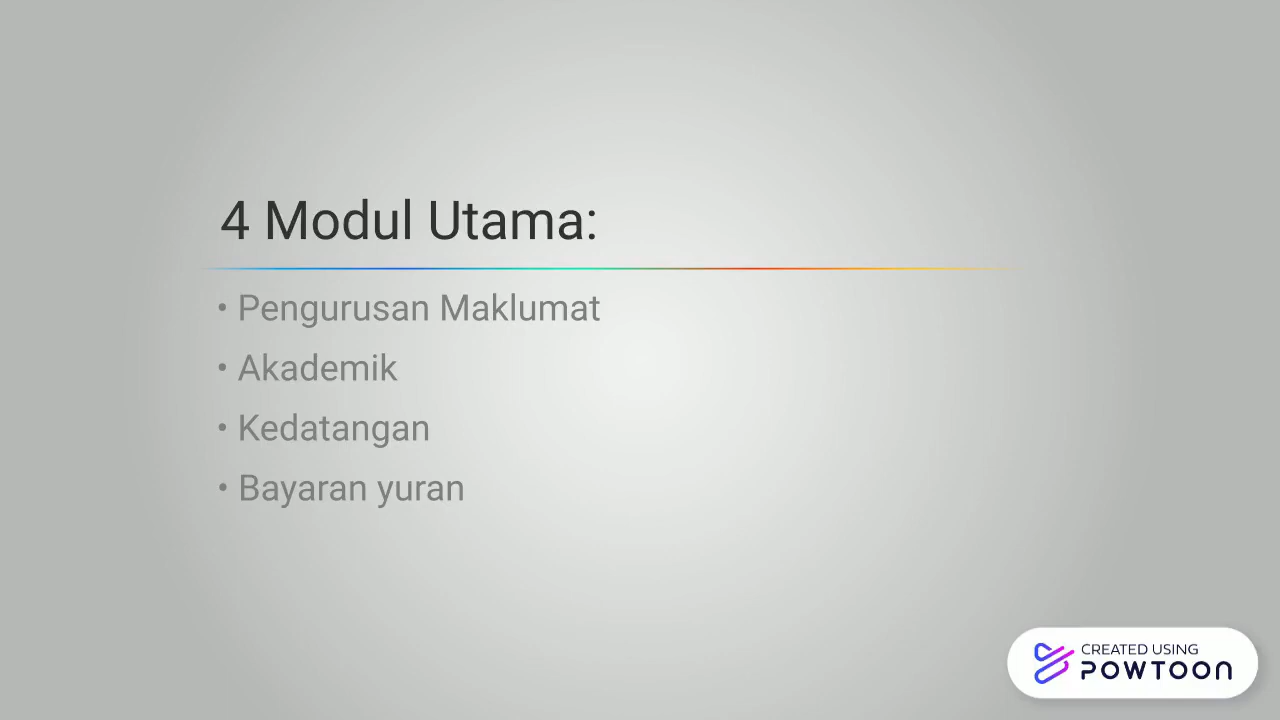 4 Modul Utama:
• Pengurusan Maklumat
• Akademik
• Kedatangan
• Bayaran yuran
CREATED USING
POWTOON